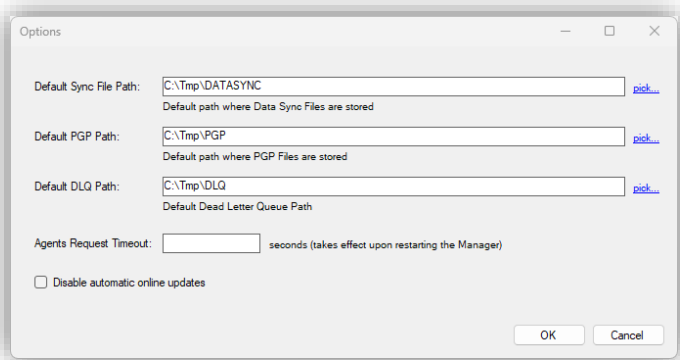 Options
Default Sync File Path: C:\Tmp\DATASYNC pick...
Default path where Data Sync Files are stored
Default PGP Path: C:\Tmp\PGP pick...
Default path where PGP Files are stored
Default DLQ Path: C:\Tmp\DLQ pick...
Default Dead Letter Queue Path
Agents Request Timeout: seconds (takes effect upon restarting the Manager)
Disable automatic online updates
OK Cancel